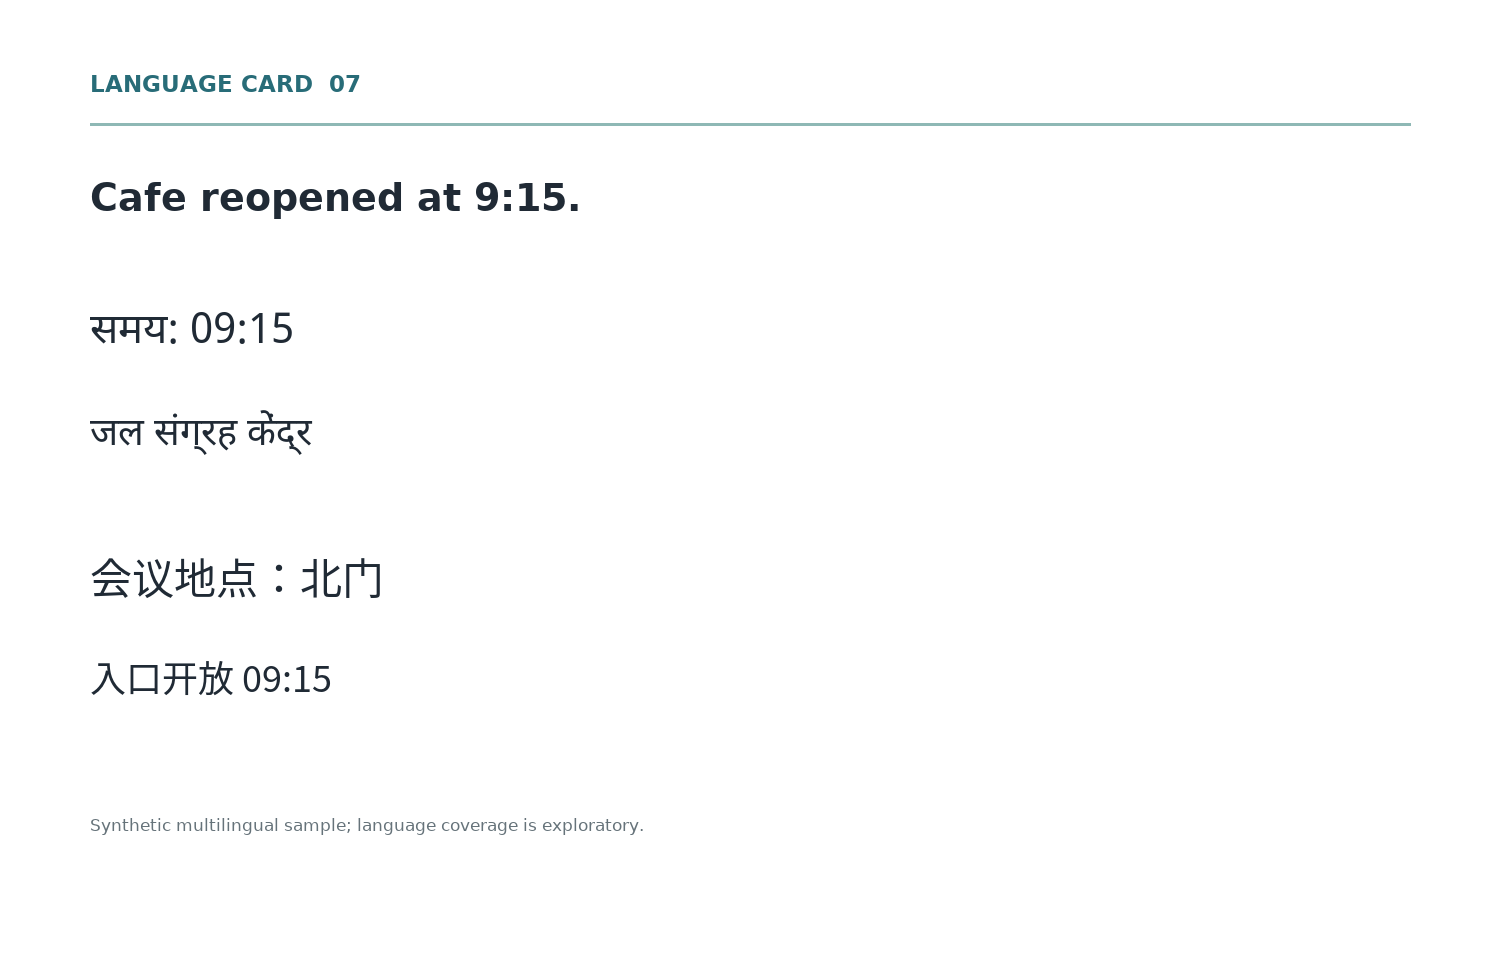 LANGUAGE CARD 07
Cafe reopened at 9:15.
समय: 09:15
जल संग्रह केंद्र
会议地点：北门
入口开放 09:15
Synthetic multilingual sample; language coverage is exploratory.